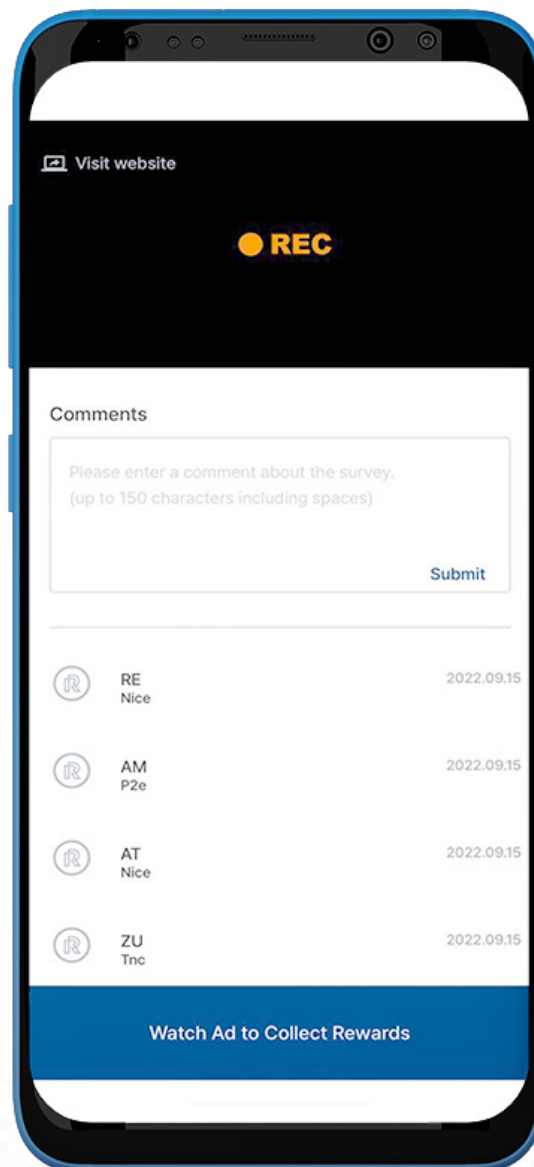 Visit website
REC
Comments
Please enter a comment about the survey.
(up to 150 characters including spaces)
Submit
RE
2022.09.15
Nice
AM
2022.09.15
P2e
AT
2022.09.15
Nice
ZU
2022.09.15
Tnc
Watch Ad to Collect Rewards